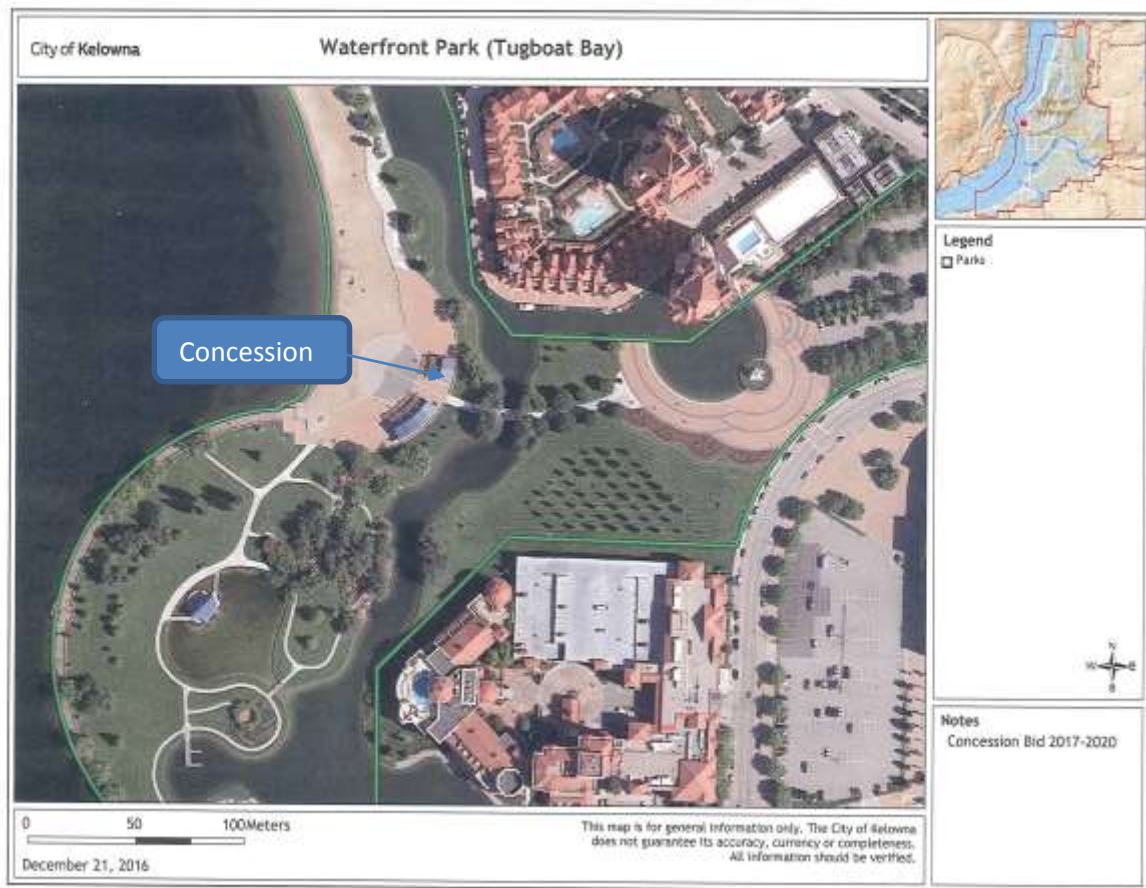 City of Kelowna
Waterfront Park (Tugboat Bay)
Concession
Legend
Parks
N
W E
S
Notes
Concession Bid 2017-2020
0 50 100Meters
December 21, 2016
This map is for general information only. The City of Kelowna
does not guarantee its accuracy, currency or completeness.
All information should be verified.